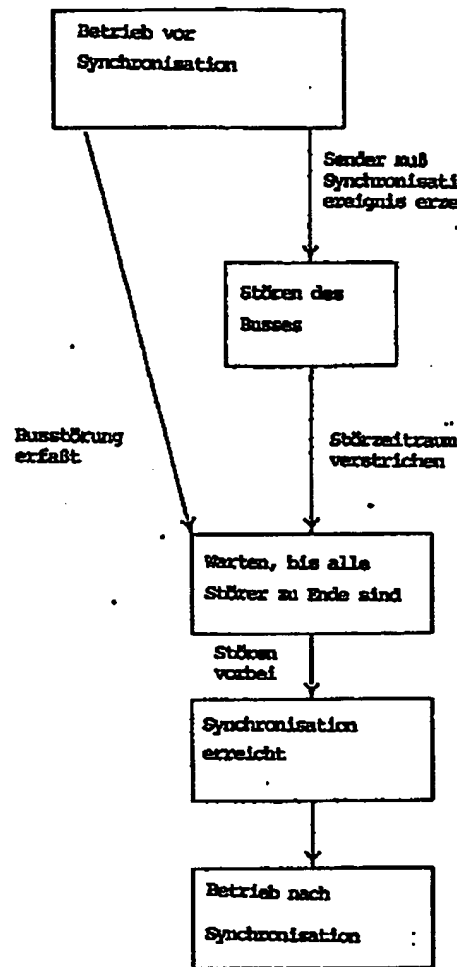 Betrieb vor
Synchronisation
Sender muß
Synchronisati
ereignis erze
Stören des
Busses
Busstörung
erfaßt
Störzeitraum
verstrichen
Warten, bis alle
Störer zu Ende sind
Stören
vorbei
Synchronisation
erreicht
Betrieb nach
Synchronisation